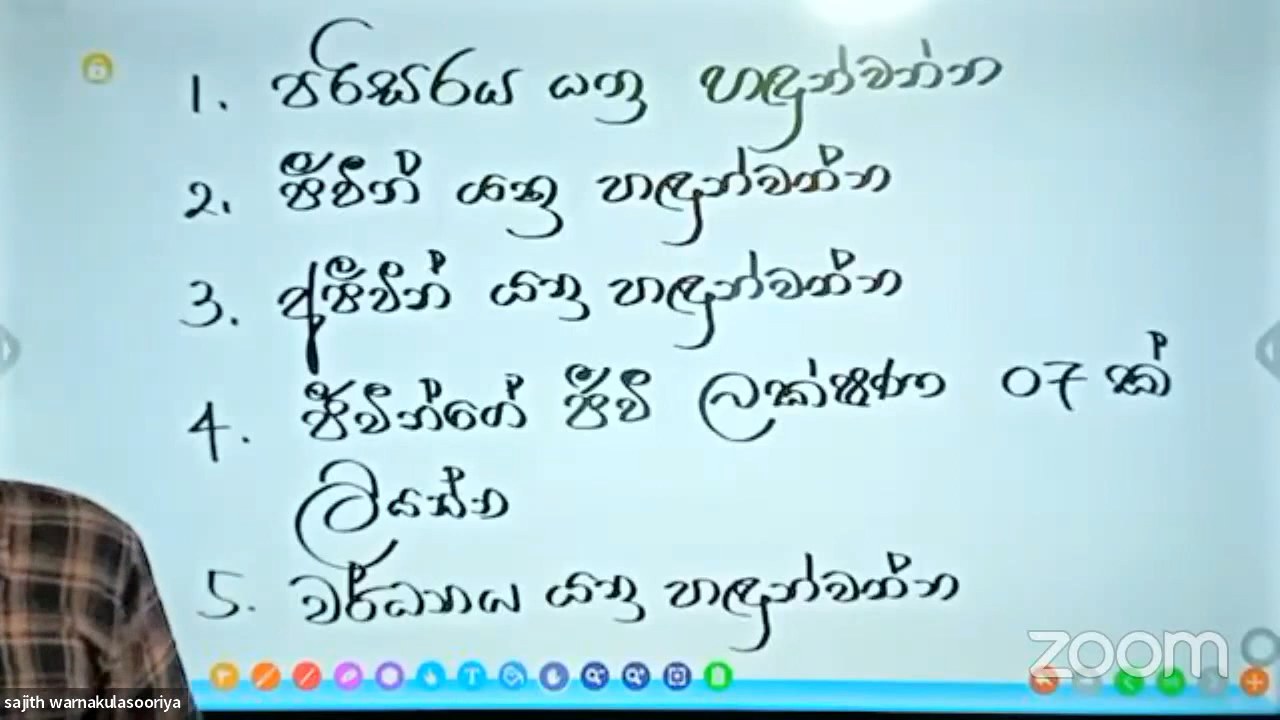 1. පරිසරය යනු හඳුන්වන්න
2. ජීවීන් යනු හඳුන්වන්න
3. අජීවීන් යනු හඳුන්වන්න
4. ජීවීන්ගේ ජීවී ලක්ෂණ 07 ක්
ලියන්න
5. වර්ධනය යනු හඳුන්වන්න
zoom
sajith warnakulasooriya